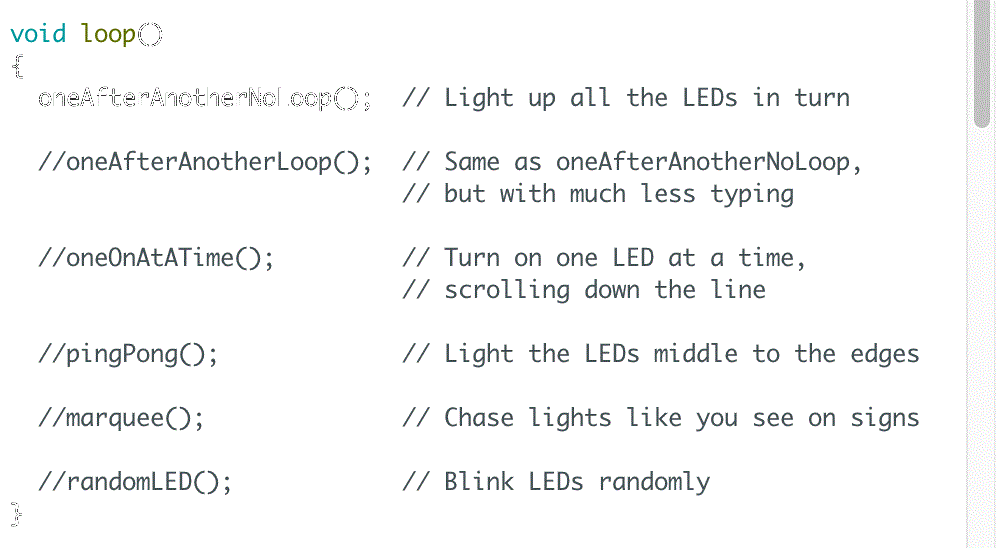 void loop()
{
oneAfterAnotherNoLoop(); // Light up all the LEDs in turn
//oneAfterAnotherLoop(); // Same as oneAfterAnotherNoLoop,
// but with much less typing
//oneOnAtATime(); // Turn on one LED at a time,
// scrolling down the line
//pingPong(); // Light the LEDs middle to the edges
//marquee(); // Chase lights like you see on signs
//randomLED(); // Blink LEDs randomly
}